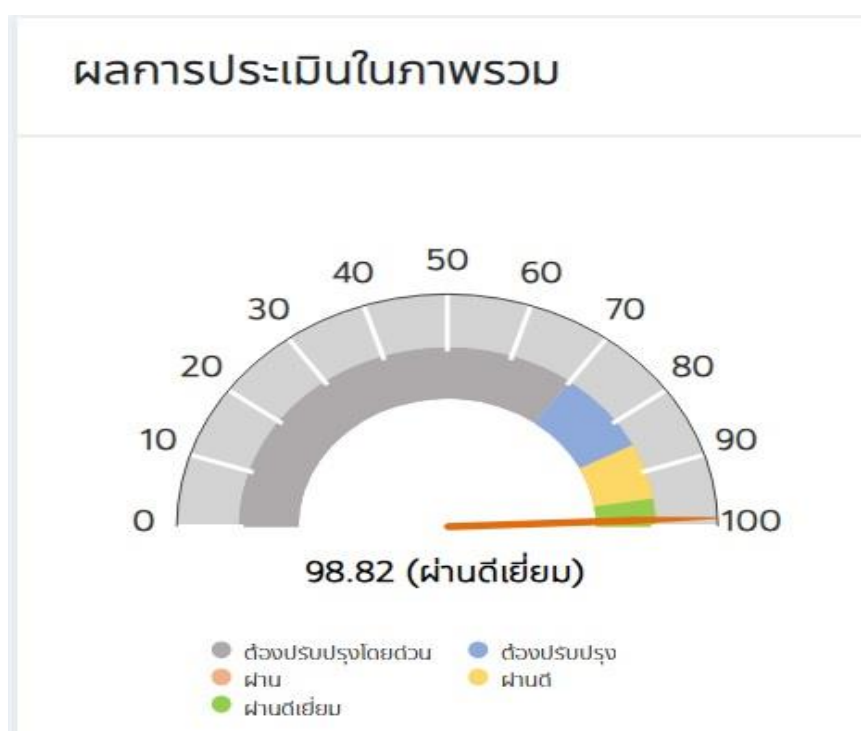 ผลการประเมินในภาพรวม
50
40
60
30
70
20
80
10
90
0
100
98.82 (ผ่านดีเยี่ยม)
ต้องปรับปรุงโดยด่วน
ต้องปรับปรุง
ผ่าน
ผ่านดี
ผ่านดีเยี่ยม